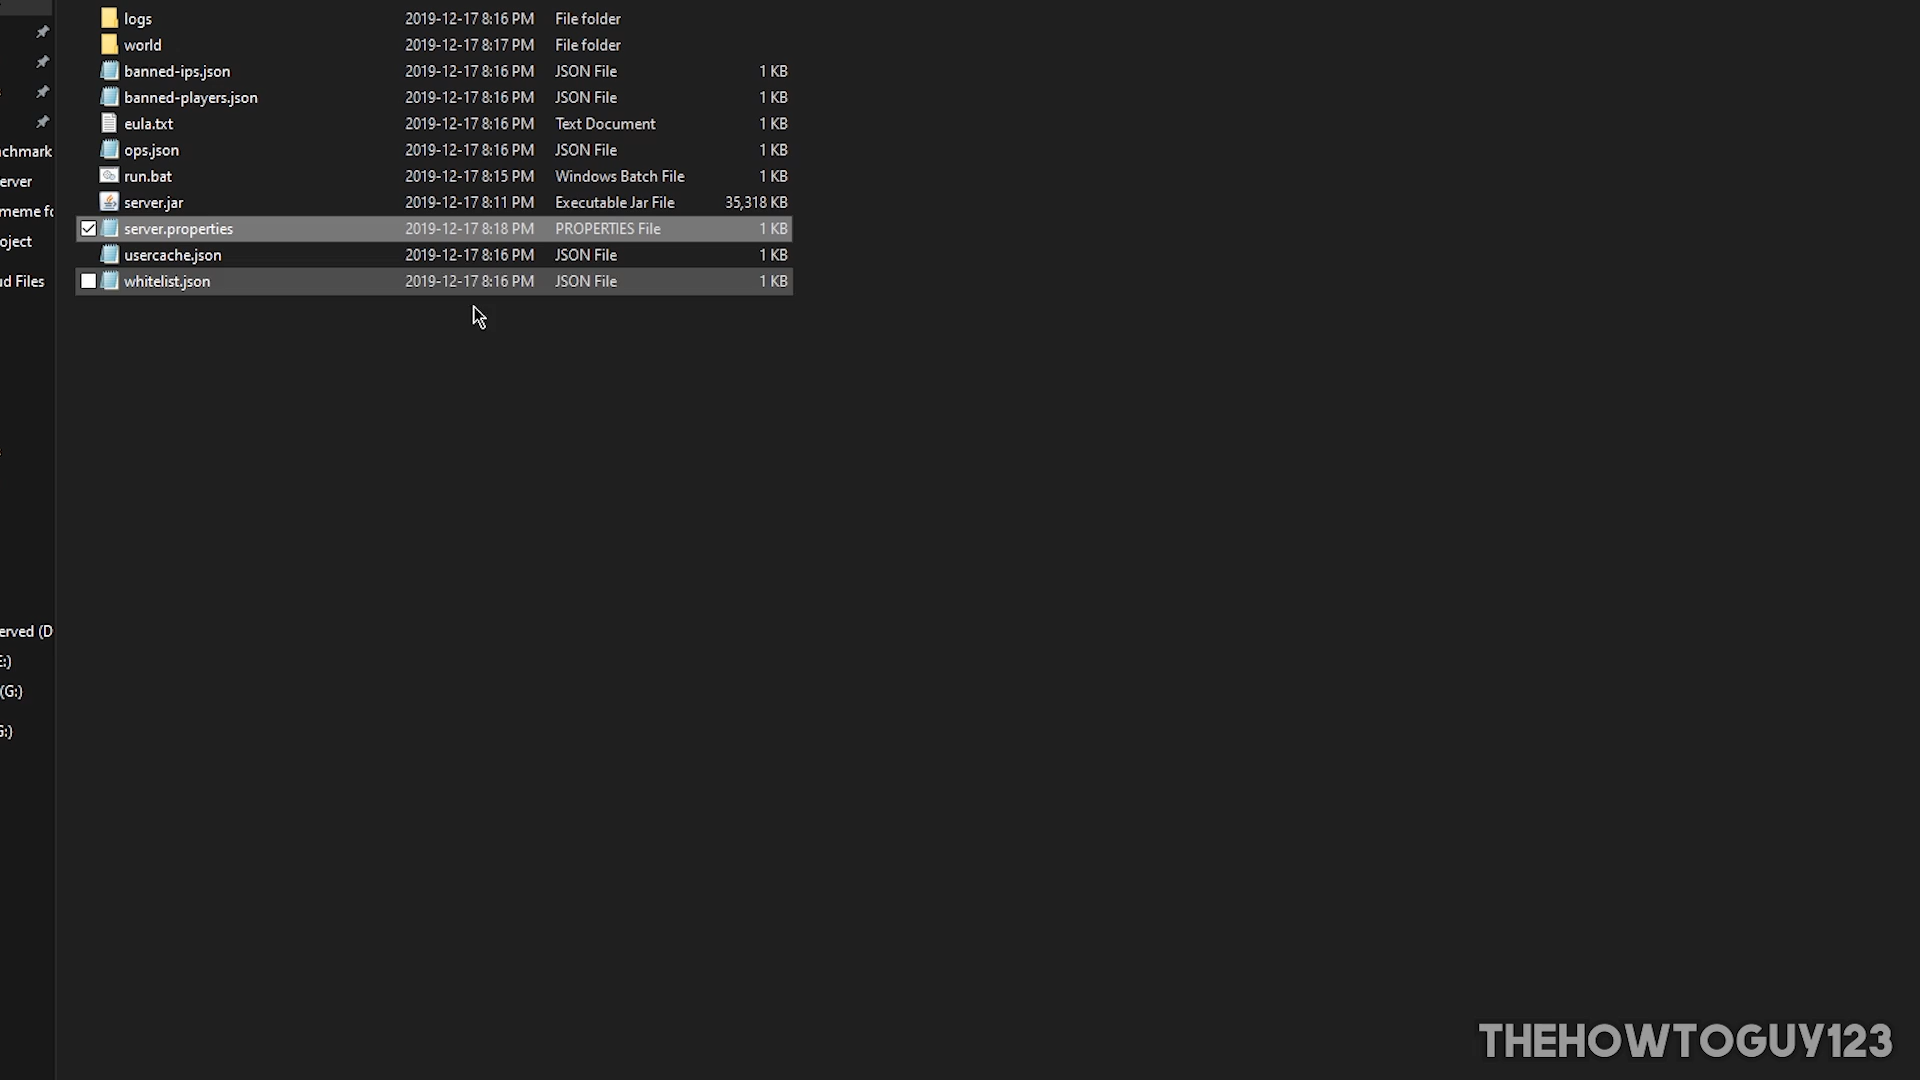 logs 2019-12-17 8:16 PM File folder
world 2019-12-17 8:17 PM File folder
banned-ips.json 2019-12-17 8:16 PM JSON File 1 KB
banned-players.json 2019-12-17 8:16 PM JSON File 1 KB
eula.txt 2019-12-17 8:16 PM Text Document 1 KB
chmark ops.json 2019-12-17 8:16 PM JSON File 1 KB
erver run.bat 2019-12-17 8:15 PM Windows Batch File 1 KB
meme fo server.jar 2019-12-17 8:11 PM Executable Jar File 35,318 KB
oject server.properties 2019-12-17 8:18 PM PROPERTIES File 1 KB
usercache.json 2019-12-17 8:16 PM JSON File 1 KB
ud Files whitelist.json 2019-12-17 8:16 PM JSON File 1 KB
erved (D
E:)
(G:)
G:)
THEHOWTOGUY123